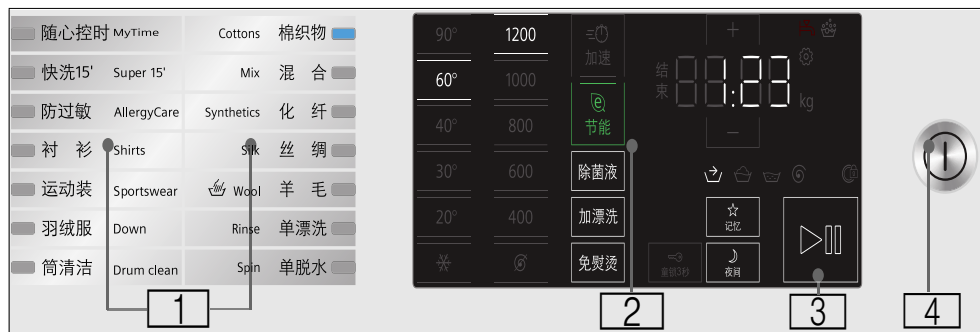 随心控时 MyTime Cottons 棉织物
快洗15' Super 15' Mix 混 合
防过敏 AllergyCare Synthetics 化 纤
衬 衫 Shirts Silk 丝 绸
运动装 Sportswear Wool 羊 毛
羽绒服 Down Rinse 单漂洗
筒清洁 Drum clean Spin 单脱水
90° 1200
60° 1000
40° 800
30° 600
20° 400
加速
e
节能
除菌液
加漂洗
免熨烫
+
结束
1:23
kg
−
记忆
童锁3秒
夜间
1
2
3
4